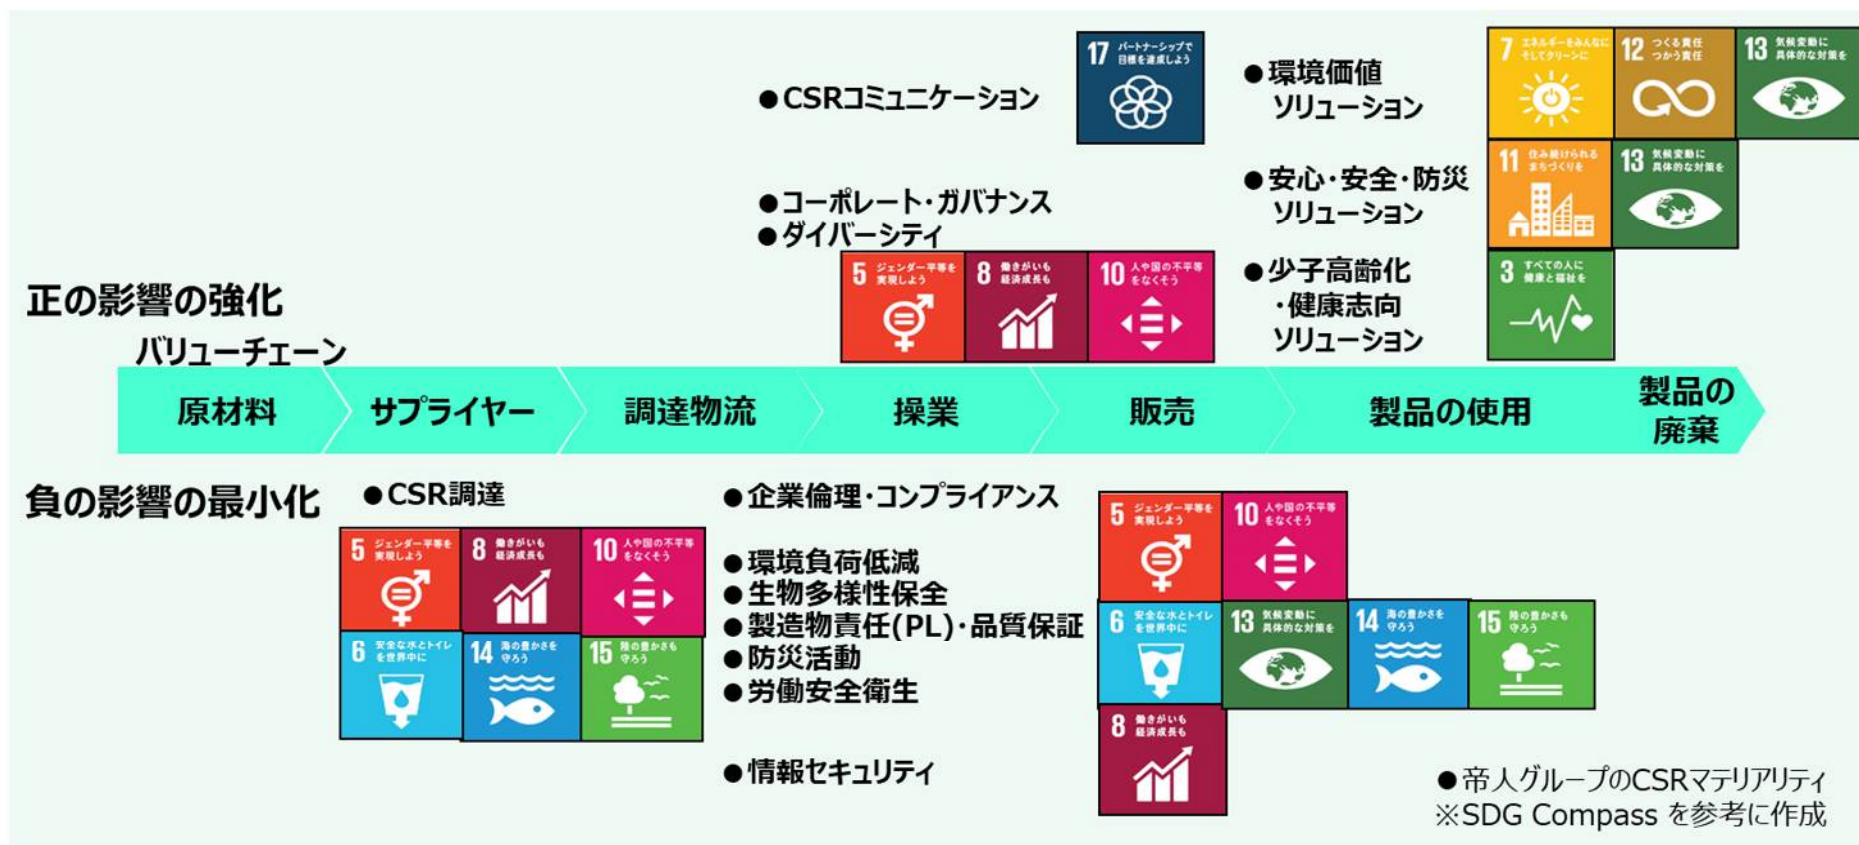 ●CSRコミュニケーション
17 パートナーシップで
目標を達成しよう
●環境価値
ソリューション
7 エネルギーをみんなに
そしてクリーンに
12 つくる責任
つかう責任
13 気候変動に
具体的な対策を
●コーポレート・ガバナンス
●ダイバーシティ
5 ジェンダー平等を
実現しよう
8 働きがいも
経済成長も
10 人や国の不平等
をなくそう
●安心・安全・防災
ソリューション
11 住み続けられる
まちづくりを
13 気候変動に
具体的な対策を
●少子高齢化
・健康志向
ソリューション
3 すべての人に
健康と福祉を
正の影響の強化
バリューチェーン
原材料
サプライヤー
調達物流
操業
販売
製品の使用
製品の
廃棄
負の影響の最小化
●CSR調達
5 ジェンダー平等を
実現しよう
8 働きがいも
経済成長も
10 人や国の不平等
をなくそう
6 安全な水とトイレ
を世界中に
14 海の豊かさを
守ろう
15 陸の豊かさも
守ろう
●企業倫理・コンプライアンス
●環境負荷低減
●生物多様性保全
●製造物責任(PL)・品質保証
●防災活動
●労働安全衛生
●情報セキュリティ
5 ジェンダー平等を
実現しよう
10 人や国の不平等
をなくそう
6 安全な水とトイレ
を世界中に
13 気候変動に
具体的な対策を
14 海の豊かさを
守ろう
15 陸の豊かさも
守ろう
8 働きがいも
経済成長も
●帝人グループのCSRマテリアリティ
※SDG Compass を参考に作成